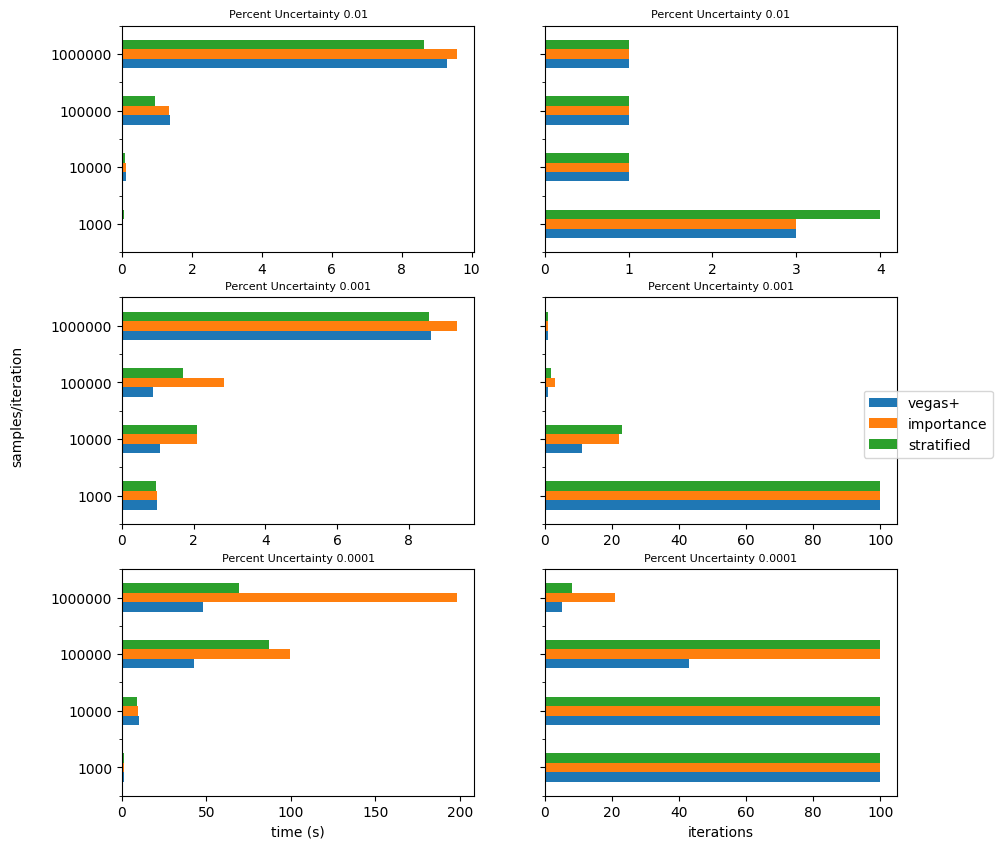 Percent Uncertainty 0.01
1000000
100000
10000
1000
0 2 4 6 8 10
Percent Uncertainty 0.01
0 1 2 3 4
samples/iteration
Percent Uncertainty 0.001
1000000
100000
10000
1000
0 2 4 6 8
Percent Uncertainty 0.001
0 20 40 60 80 100
vegas+
importance
stratified
Percent Uncertainty 0.0001
1000000
100000
10000
1000
0 50 100 150 200
time (s)
Percent Uncertainty 0.0001
0 20 40 60 80 100
iterations